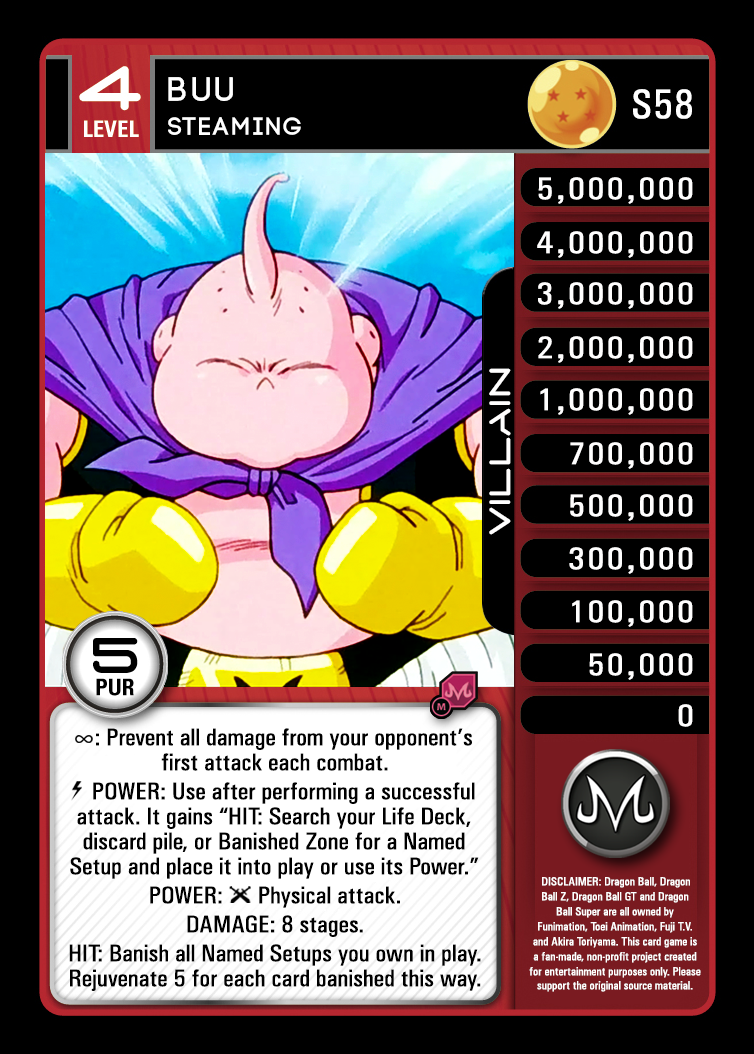 4
LEVEL
BUU
STEAMING
S58
5,000,000
4,000,000
3,000,000
2,000,000
1,000,000
700,000
500,000
300,000
100,000
50,000
0
VILLAIN
5
PUR
M
M
∞: Prevent all damage from your opponent's
first attack each combat.
POWER: Use after performing a successful
attack. It gains “HIT: Search your Life Deck,
discard pile, or Banished Zone for a Named
Setup and place it into play or use its Power.”
POWER: Physical attack.
DAMAGE: 8 stages.
HIT: Banish all Named Setups you own in play.
Rejuvenate 5 for each card banished this way.
M
DISCLAIMER: Dragon Ball, Dragon
Ball Z, Dragon Ball GT and Dragon
Ball Super are all owned by
Funimation, Toei Animation, Fuji T.V.
and Akira Toriyama. This card game is
a fan-made, non-profit project created
for entertainment purposes only. Please
support the original source material.